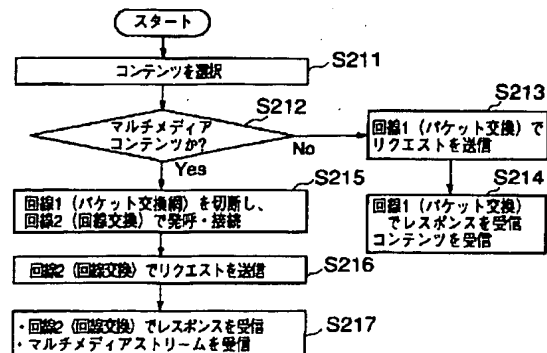 スタート
S211
コンテンツを選択
S212
マルチメディア
コンテンツか?
No
Yes
S213
回線1(パケット交換)で
リクエストを送信
S214
回線1(パケット交換)
でレスポンスを受信
コンテンツを受信
S215
回線1(パケット交換網)を切断し、
回線2(回線交換)で発呼・接続
S216
回線2(回線交換)でリクエストを送信
S217
・回線2(回線交換)でレスポンスを受信
・マルチメディアストリームを受信